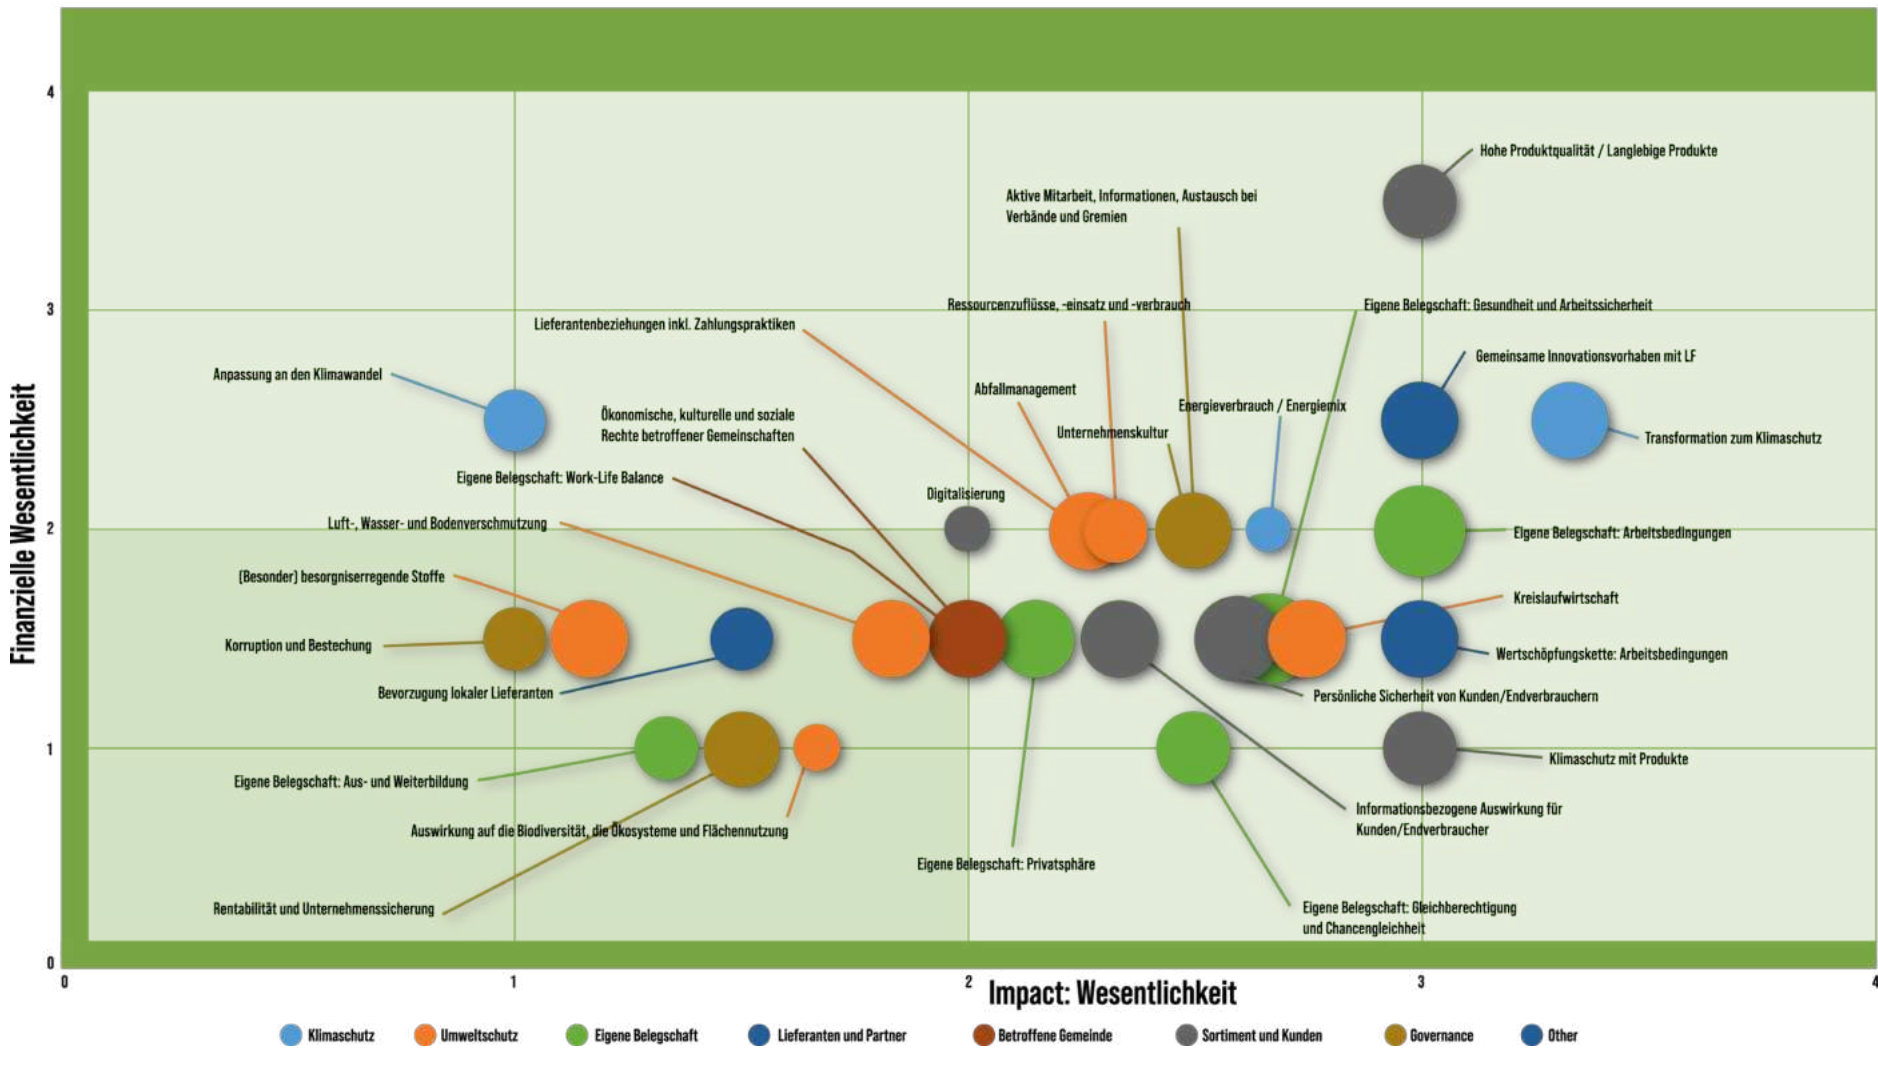 4
Hohe Produktqualität / Langlebige Produkte
Aktive Mitarbeit, Informationen, Austausch bei
Verbände und Gremien
3
Ressourcenzuflüsse, -einsatz und -verbrauch
Eigene Belegschaft: Gesundheit und Arbeitssicherheit
Lieferantenbeziehungen inkl. Zahlungspraktiken
Gemeinsame Innovationsvorhaben mit LF
Anpassung an den Klimawandel
Abfallmanagement
Energieverbrauch / Energiemix
Ökonomische, kulturelle und soziale
Rechte betroffener Gemeinschaften
Unternehmenskultur
Transformation zum Klimaschutz
Eigene Belegschaft: Work-Life Balance
Digitalisierung
Luft-, Wasser- und Bodenverschmutzung
2
Eigene Belegschaft: Arbeitsbedingungen
Finanzielle Wesentlichkeit
(Besonder) besorgniserregende Stoffe
Kreislaufwirtschaft
Korruption und Bestechung
Wertschöpfungskette: Arbeitsbedingungen
Bevorzugung lokaler Lieferanten
Persönliche Sicherheit von Kunden/Endverbrauchern
1
Klimaschutz mit Produkte
Eigene Belegschaft: Aus- und Weiterbildung
Informationsbezogene Auswirkung für
Kunden/Endverbraucher
Auswirkung auf die Biodiversität, die Ökosysteme und Flächennutzung
Eigene Belegschaft: Privatsphäre
Rentabilität und Unternehmenssicherung
Eigene Belegschaft: Gleichberechtigung
und Chancengleichheit
0
0 1 2 3 4
Impact: Wesentlichkeit
Klimaschutz Umweltschutz Eigene Belegschaft Lieferanten und Partner Betroffene Gemeinde Sortiment und Kunden Governance Other